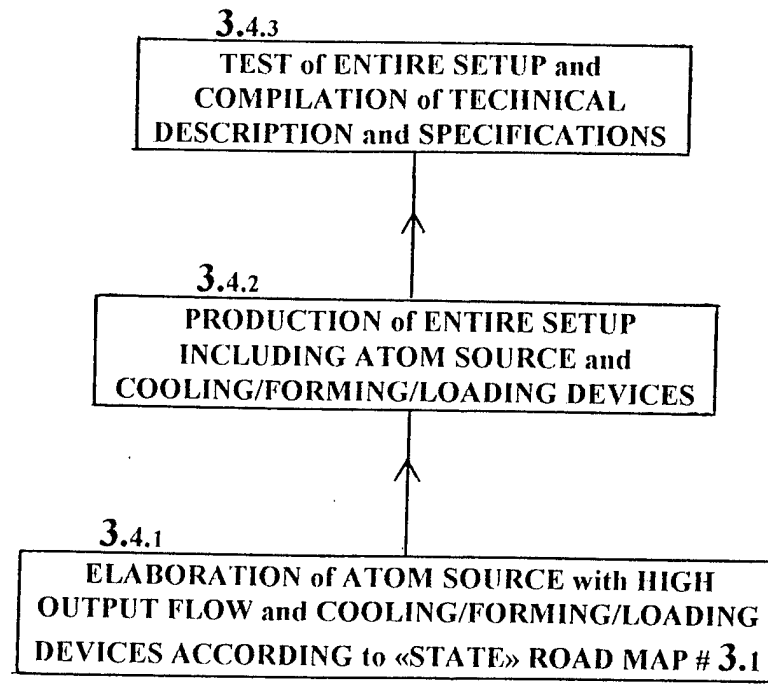 3.4.3
TEST of ENTIRE SETUP and
COMPILATION of TECHNICAL
DESCRIPTION and SPECIFICATIONS
3.4.2
PRODUCTION of ENTIRE SETUP
INCLUDING ATOM SOURCE and
COOLING/FORMING/LOADING DEVICES
3.4.1
ELABORATION of ATOM SOURCE with HIGH
OUTPUT FLOW and COOLING/FORMING/LOADING
DEVICES ACCORDING to «STATE» ROAD MAP # 3.1